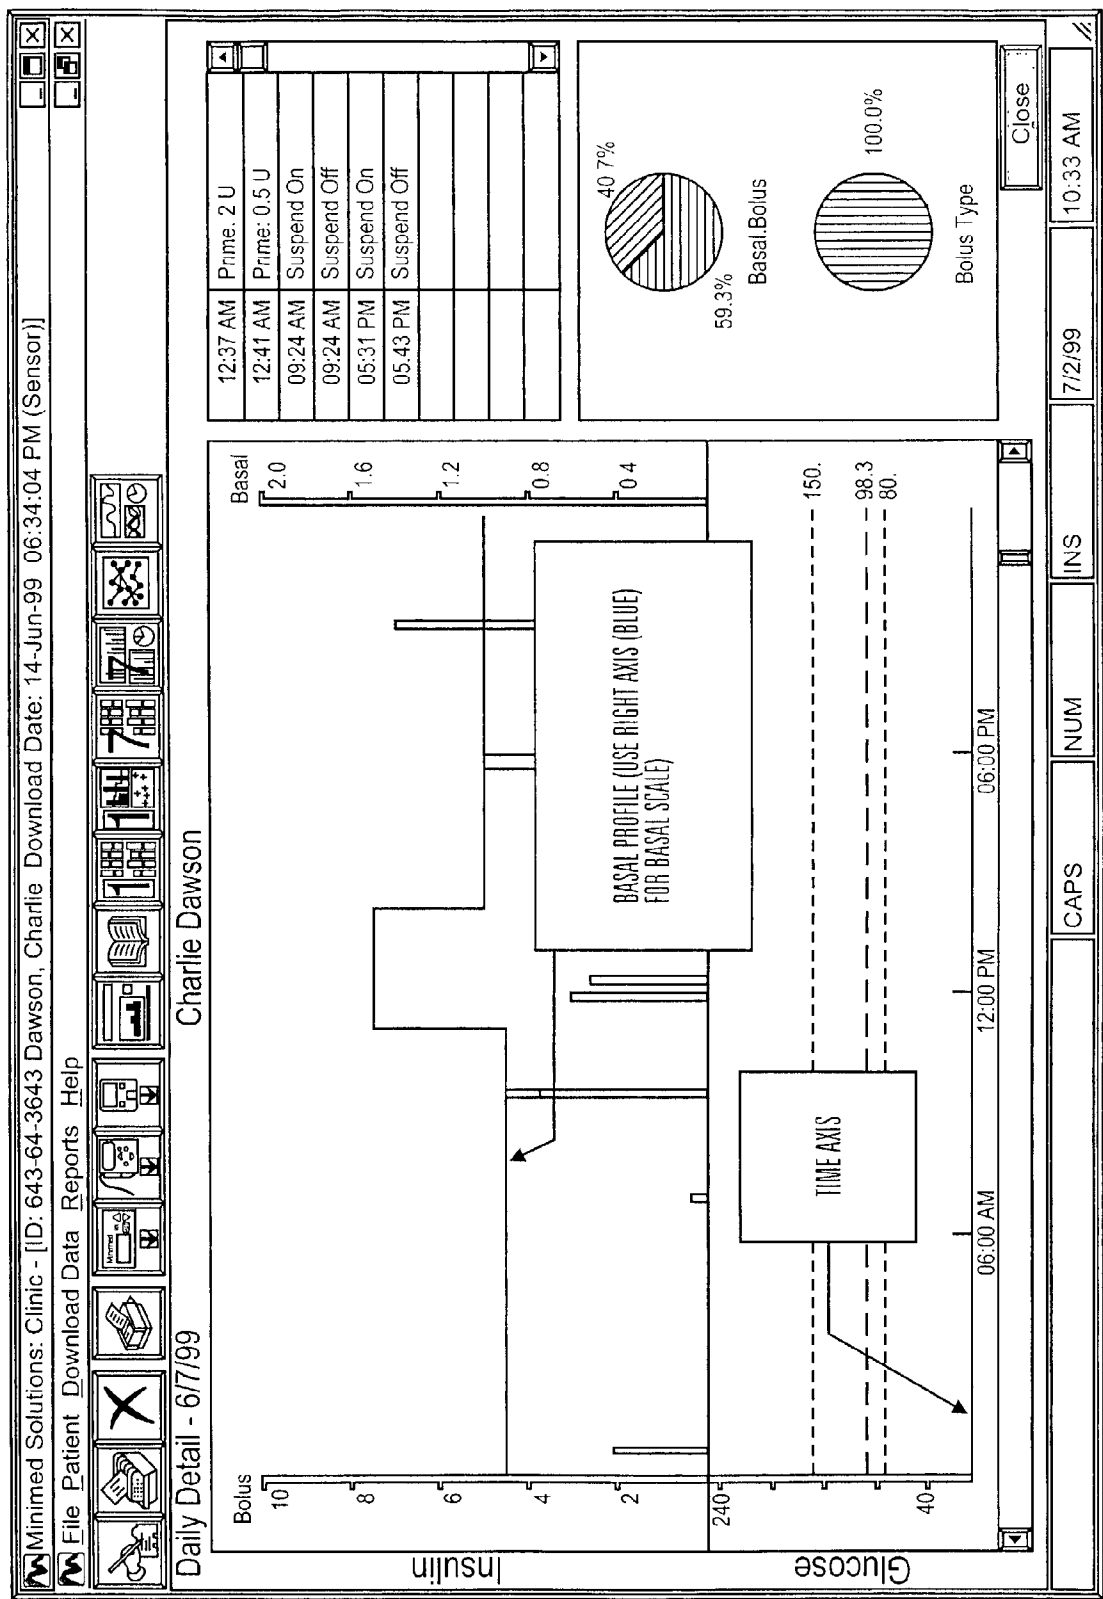 Minimed Solutions: Clinic - [ID: 643-64-3643 Dawson, Charlie Download Date: 14-Jun-99 06:34:04 PM (Sensor)]
File Patient Download Data Reports Help
Minimed
1
1
7
7
Daily Detail - 6/7/99
Charlie Dawson
Insulin
Bolus
10
8
6
4
2
Basal
2.0
1.6
1.2
0.8
0.4
BASAL PROFILE (USE RIGHT AXIS (BLUE)
FOR BASAL SCALE)
Glucose
240
40
150.
98.3
80.
TIME AXIS
06:00 AM
12:00 PM
06:00 PM
12:37 AM Prime. 2 U
12:41 AM Prime: 0.5 U
09:24 AM Suspend On
09:24 AM Suspend Off
05:31 PM Suspend On
05.43 PM Suspend Off
40 7%
59.3%
Basal.Bolus
100.0%
Bolus Type
Close
CAPS
NUM
INS
7/2/99
10:33 AM